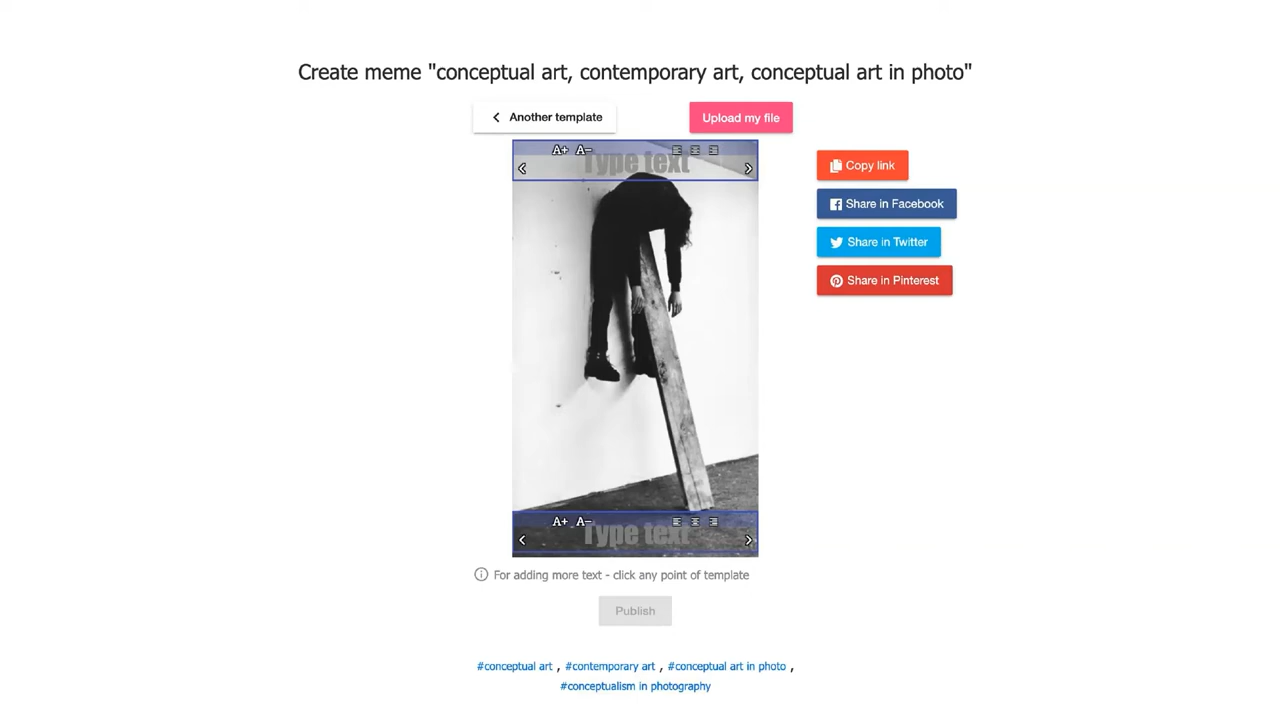 Create meme "conceptual art, contemporary art, conceptual art in photo"
Another template
Upload my file
A+ A−
Type text
Copy link
Share in Facebook
Share in Twitter
Share in Pinterest
A+ A−
Type text
For adding more text - click any point of template
Publish
#conceptual art , #contemporary art , #conceptual art in photo ,
#conceptualism in photography